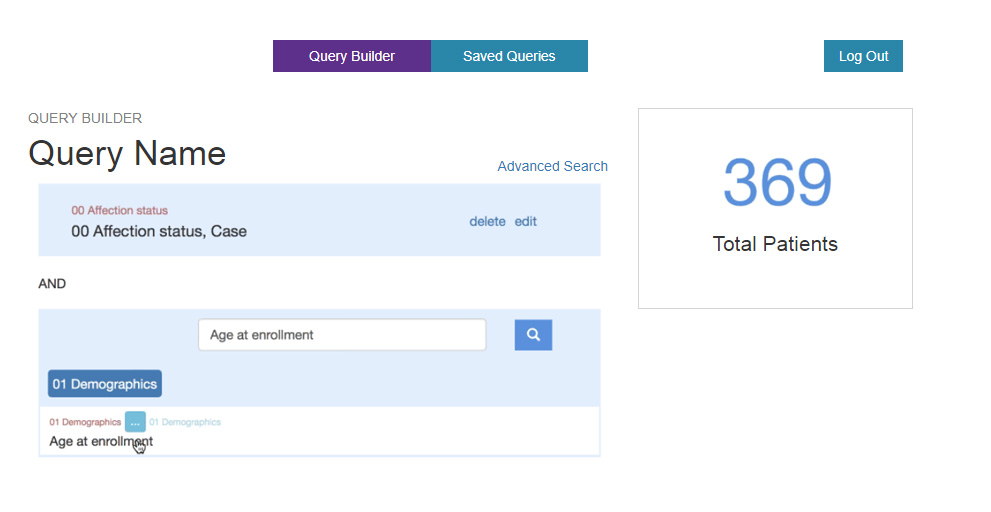 Query Builder Saved Queries Log Out
QUERY BUILDER
Query Name
Advanced Search
00 Affection status
00 Affection status, Case
delete edit
AND
Age at enrollment
01 Demographics
01 Demographics ... 01 Demographics
Age at enrollment
369
Total Patients